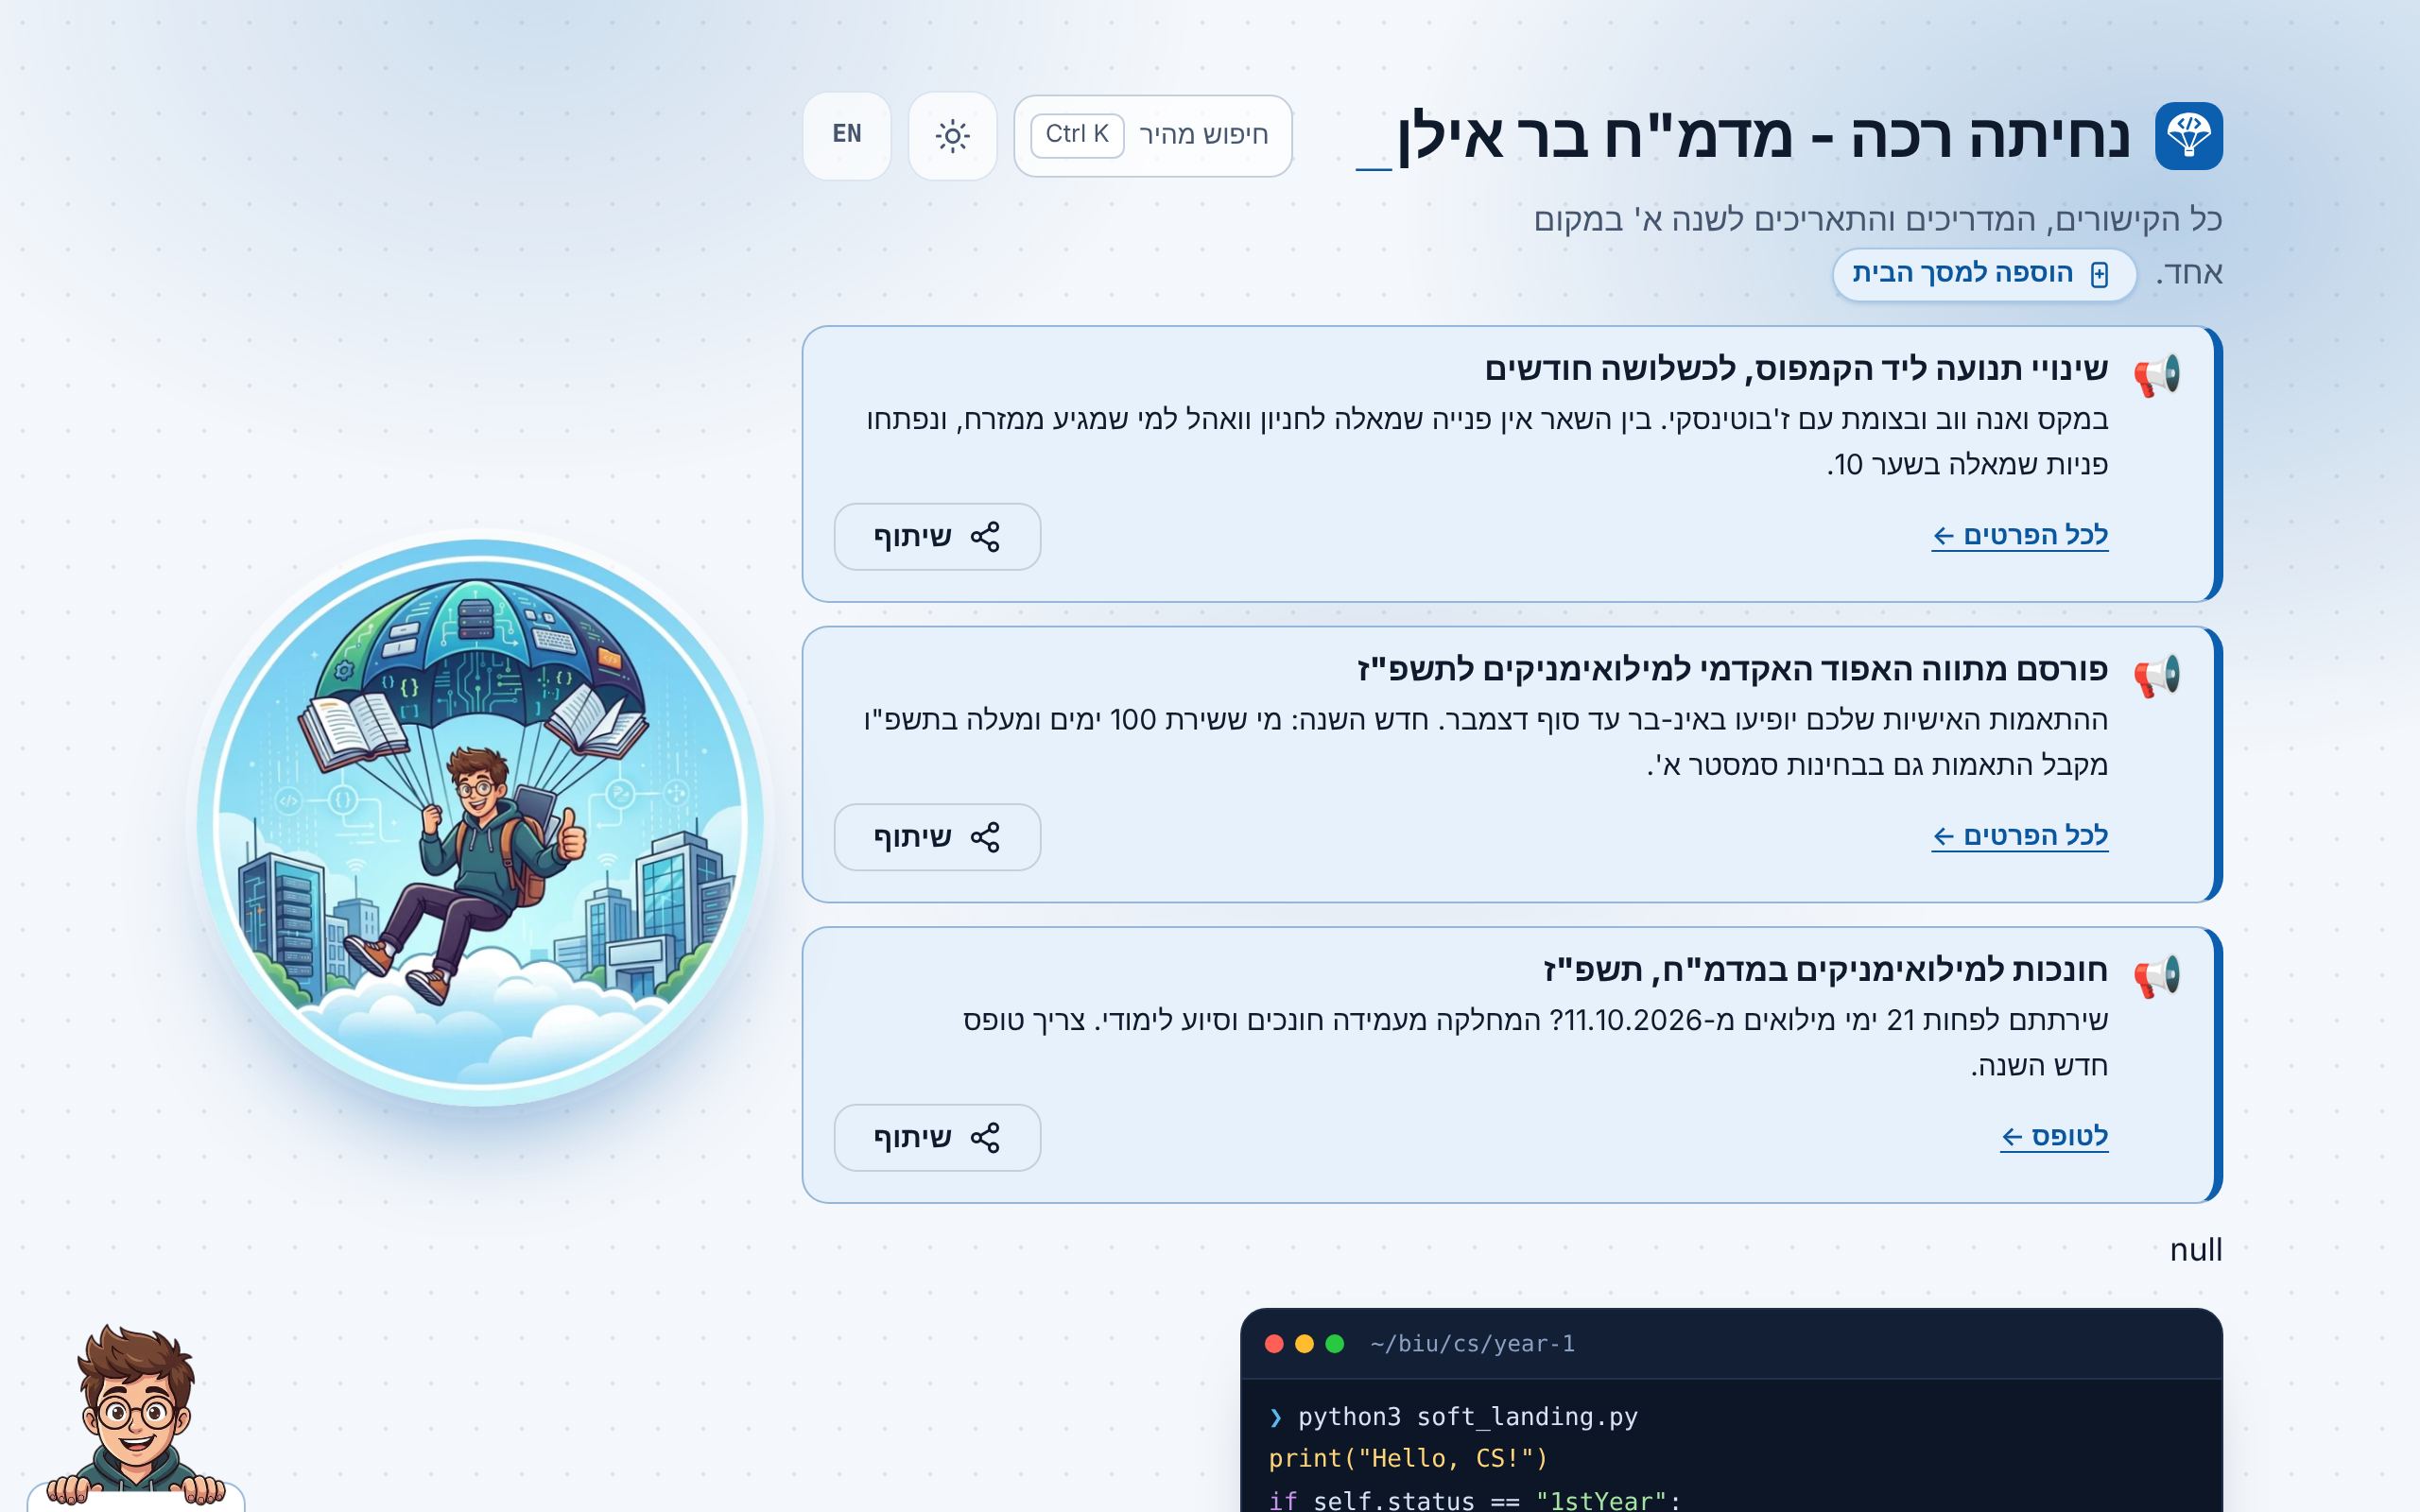 נחיתה רכה - מדמ"ח בר אילן_
חיפוש מהיר Ctrl K
EN
כל הקישורים, המדריכים והתאריכים לשנה א' במקום
אחד. הוספה למסך הבית
שינויי תנועה ליד הקמפוס, לכשלושה חודשים
במקס ואנה ווב ובצומת עם ז'בוטינסקי. בין השאר אין פנייה שמאלה לחניון וואהל למי שמגיע ממזרח, ונפתחו
פניות שמאלה בשער 10.
לכל הפרטים ←
שיתוף
פורסם מתווה האפוד האקדמי למילואימניקים לתשפ"ז
ההתאמות האישיות שלכם יופיעו באינ-בר עד סוף דצמבר. חדש השנה: מי ששירת 100 ימים ומעלה בתשפ"ו
מקבל התאמות גם בבחינות סמסטר א'.
לכל הפרטים ←
שיתוף
חונכות למילואימניקים במדמ"ח, תשפ"ז
שירתתם לפחות 21 ימי מילואים מ-11.10.2026? המחלקה מעמידה חונכים וסיוע לימודי. צריך טופס
חדש השנה.
לטופס ←
שיתוף
null
~/biu/cs/year-1
❯ python3 soft_landing.py
print("Hello, CS!")
if self.status == "1stYear":